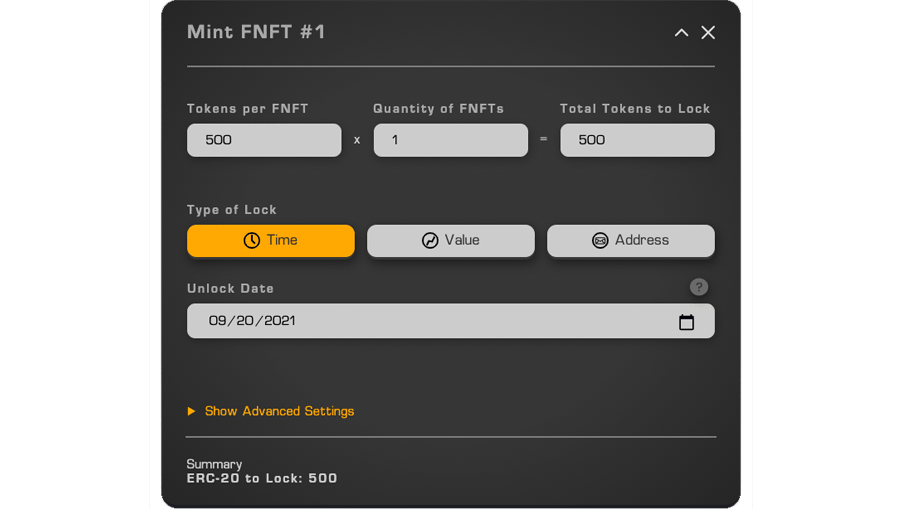 Mint FNFT #1
Tokens per FNFT Quantity of FNFTs Total Tokens to Lock
500 x 1 = 500
Type of Lock
Time Value Address
Unlock Date ?
09/20/2021
Show Advanced Settings
Summary
ERC-20 to Lock: 500